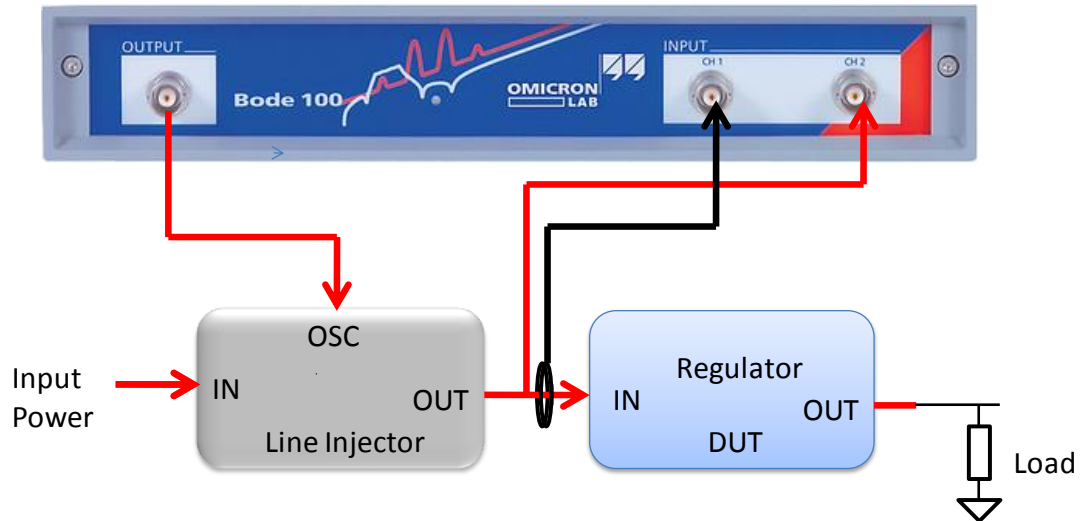 OUTPUT
INPUT
CH 1
CH 2
Bode 100
OMICRON
LAB
OSC
Input
Power
IN
OUT
Line Injector
Regulator
IN
OUT
DUT
Load